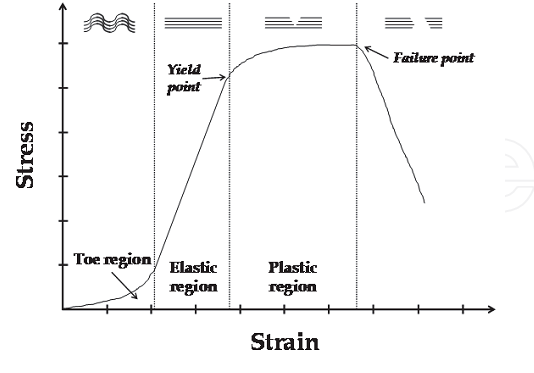 Yield
point
Failure point
Stress
Toe region
Elastic
region
Plastic
region
Strain